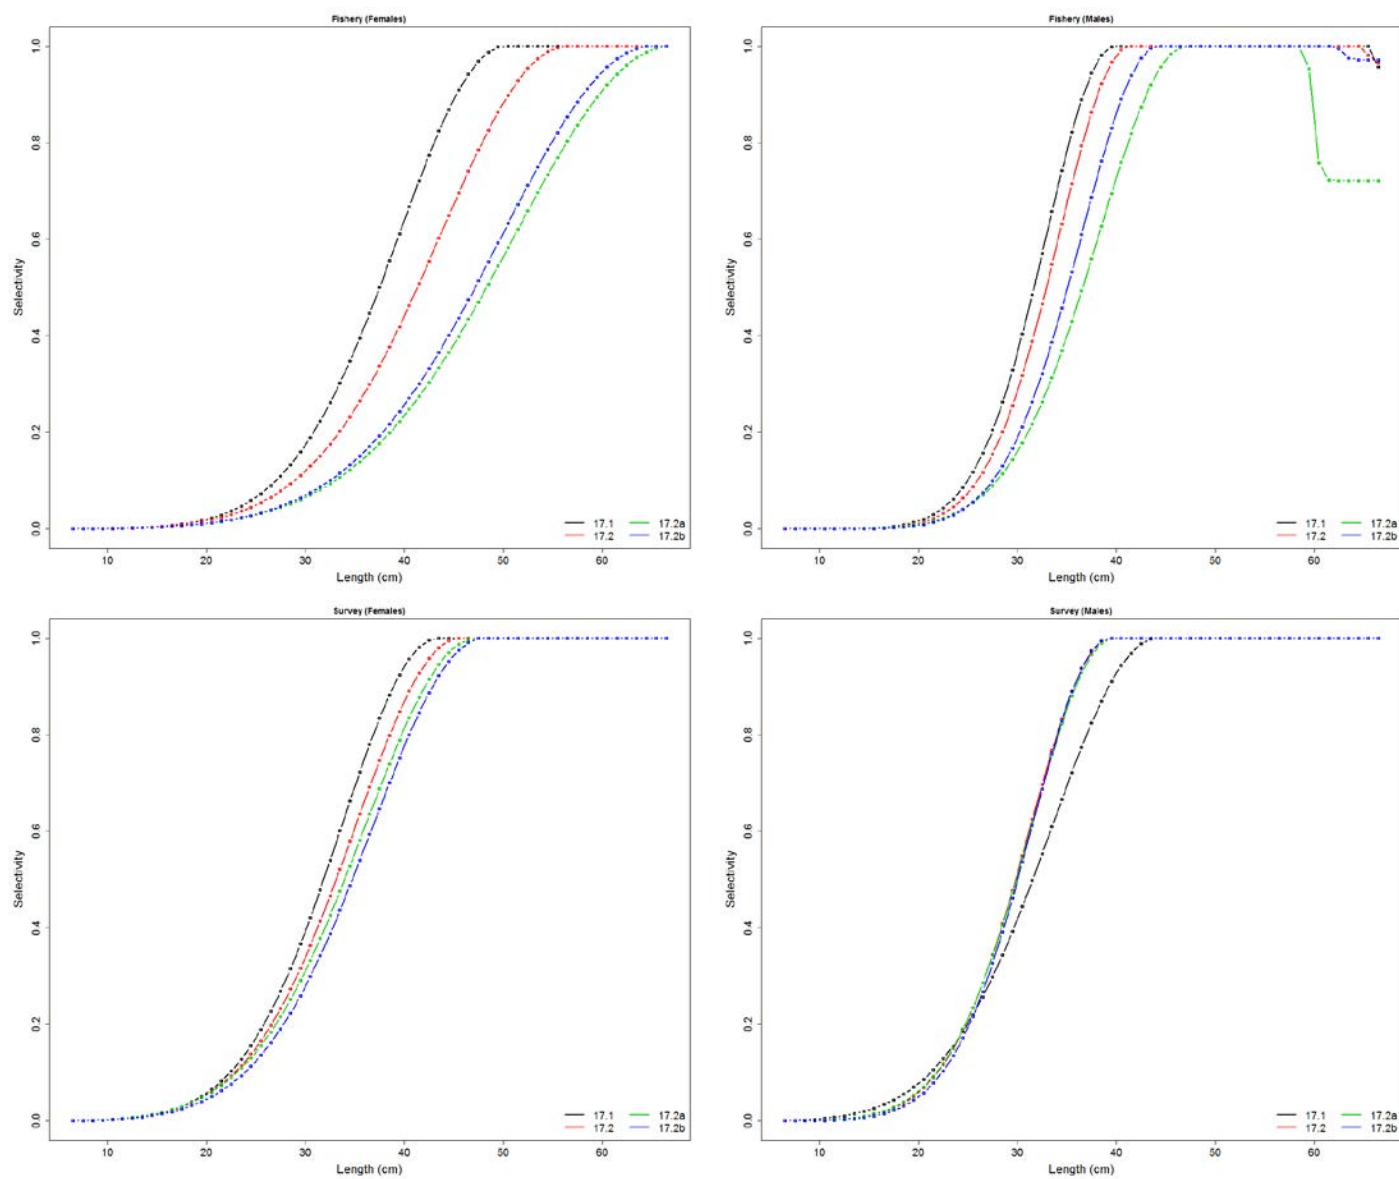 Fishery (Females)
Selectivity
1.0
0.8
0.6
0.4
0.2
0.0
10 20 30 40 50 60
Length (cm)
17.1 17.2a
17.2 17.2b
Fishery (Males)
Selectivity
1.0
0.8
0.6
0.4
0.2
0.0
10 20 30 40 50 60
Length (cm)
17.1 17.2a
17.2 17.2b
Survey (Females)
Selectivity
1.0
0.8
0.6
0.4
0.2
0.0
10 20 30 40 50 60
Length (cm)
17.1 17.2a
17.2 17.2b
Survey (Males)
Selectivity
1.0
0.8
0.6
0.4
0.2
0.0
10 20 30 40 50 60
Length (cm)
17.1 17.2a
17.2 17.2b